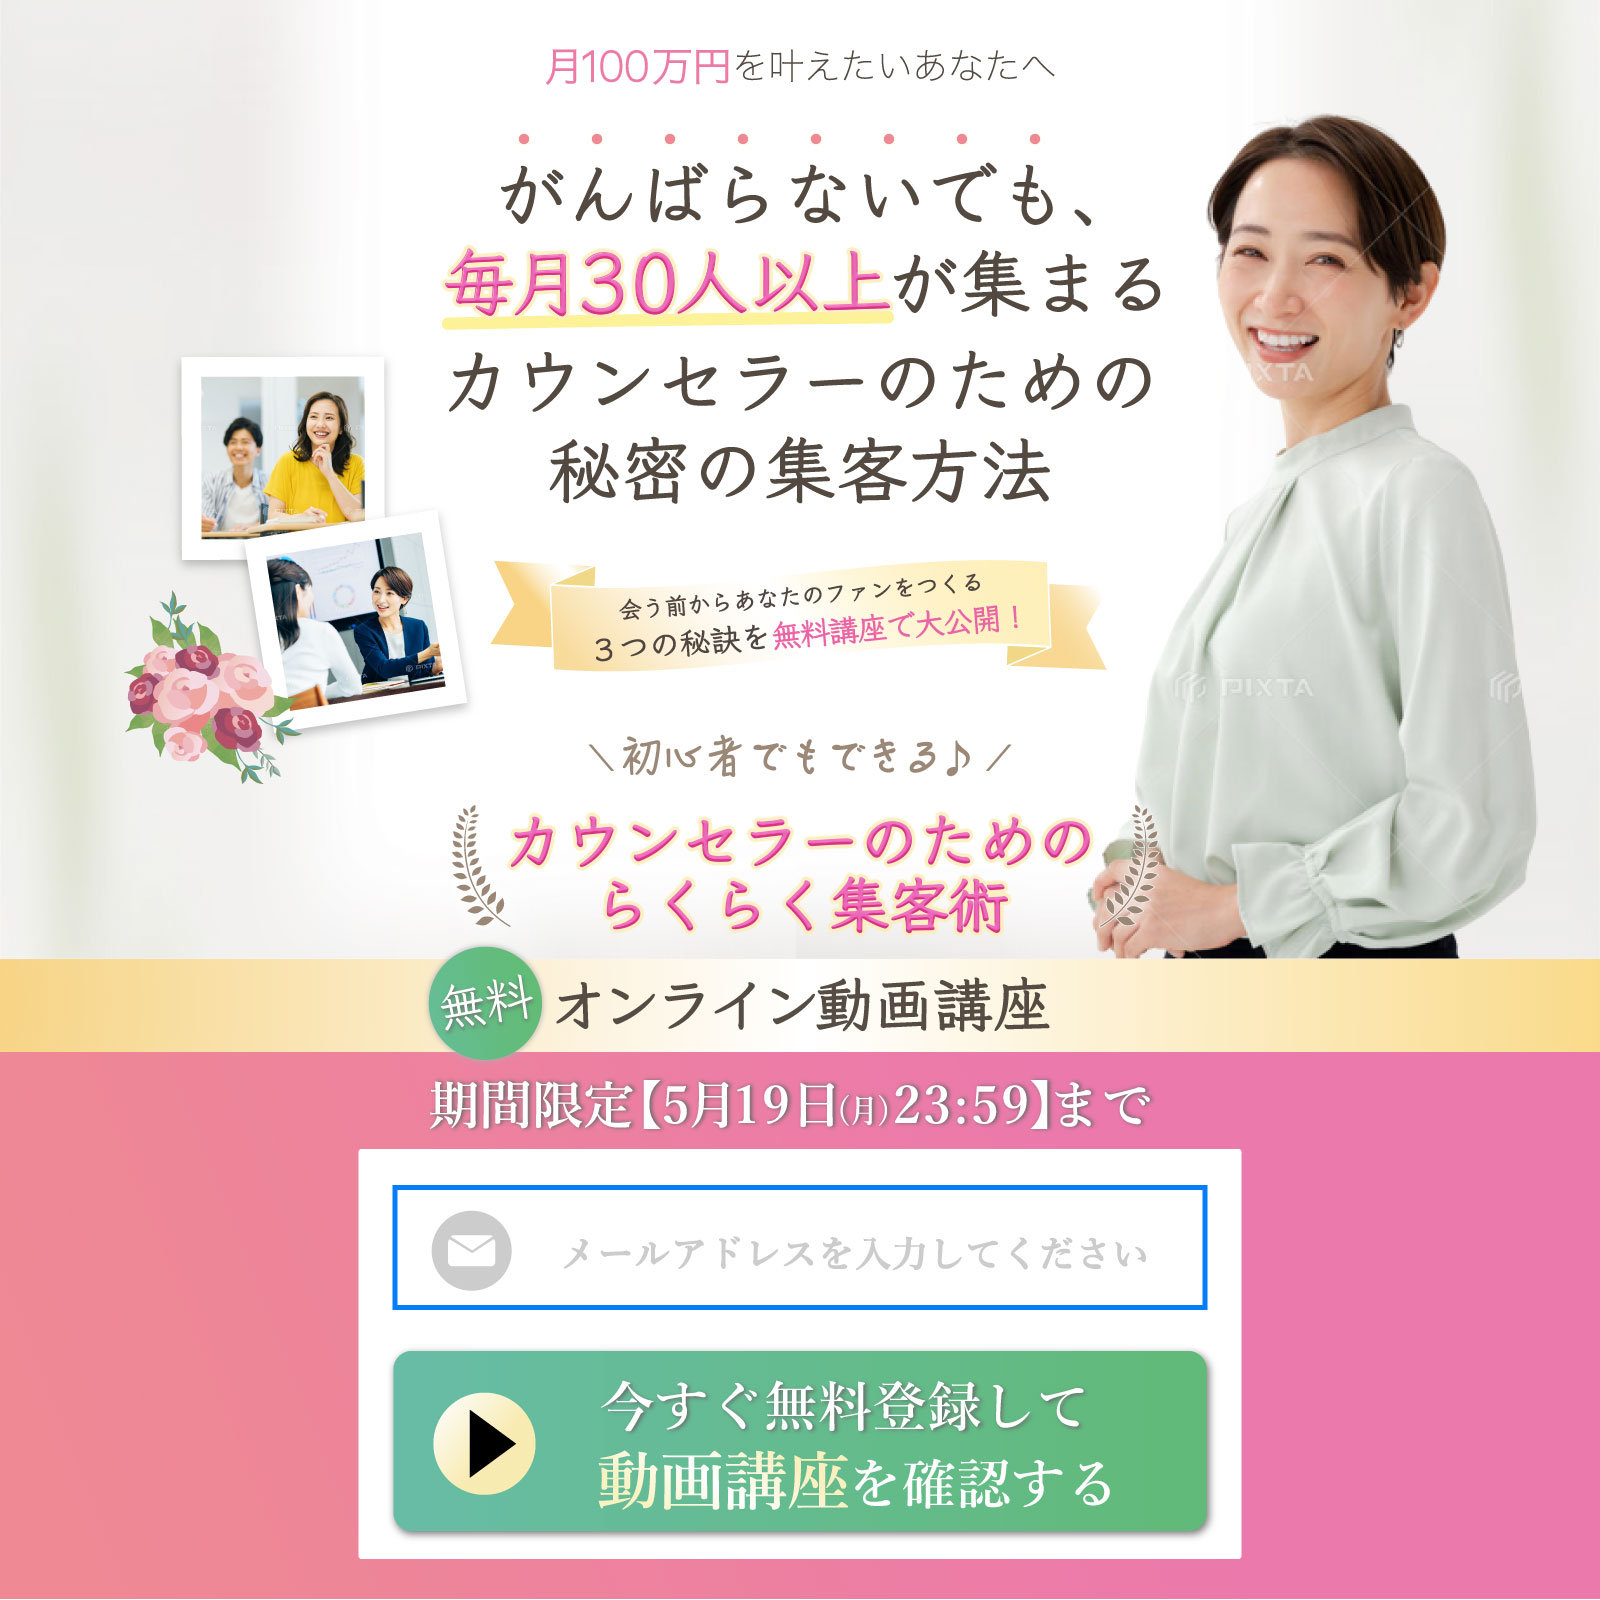 月100万円を叶えたいあなたへ
がんばらないでも、
毎月30人以上が集まる
カウンセラーのための
秘密の集客方法
会う前からあなたのファンをつくる
３つの秘訣を無料講座で大公開！
＼初心者でもできる♪／
カウンセラーのための
らくらく集客術
無料 オンライン動画講座
期間限定【5月19日(月)23:59】まで
メールアドレスを入力してください
今すぐ無料登録して
動画講座を確認する
PIXTA
PIXTA
PIXTA